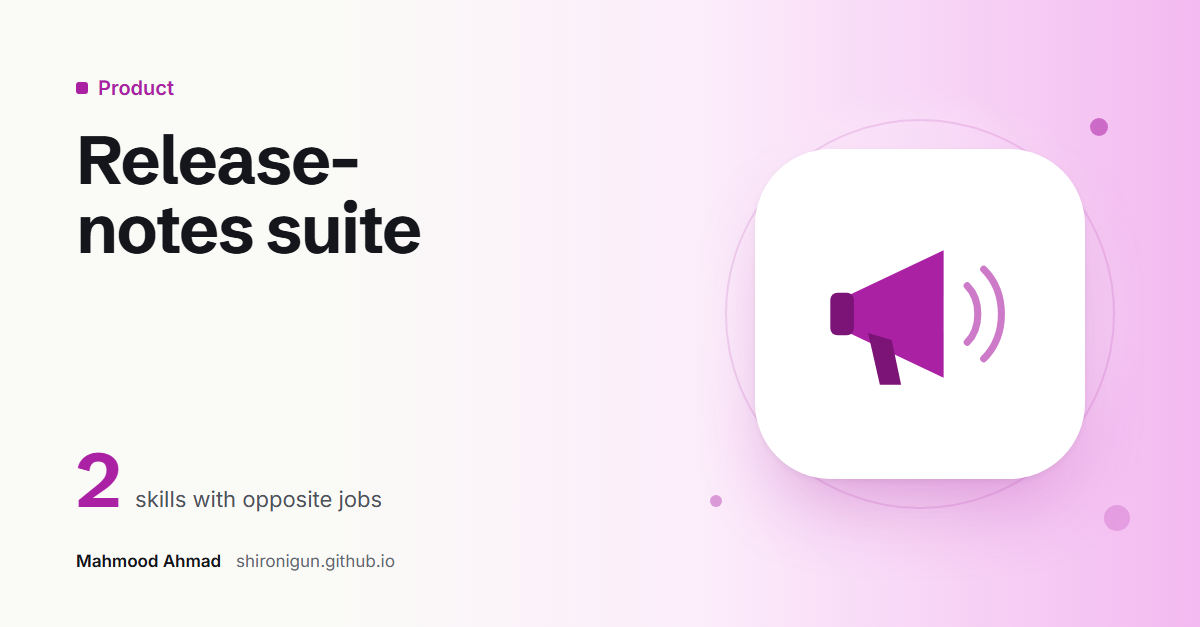 Product
Release-
notes suite
2 skills with opposite jobs
Mahmood Ahmad shironigun.github.io